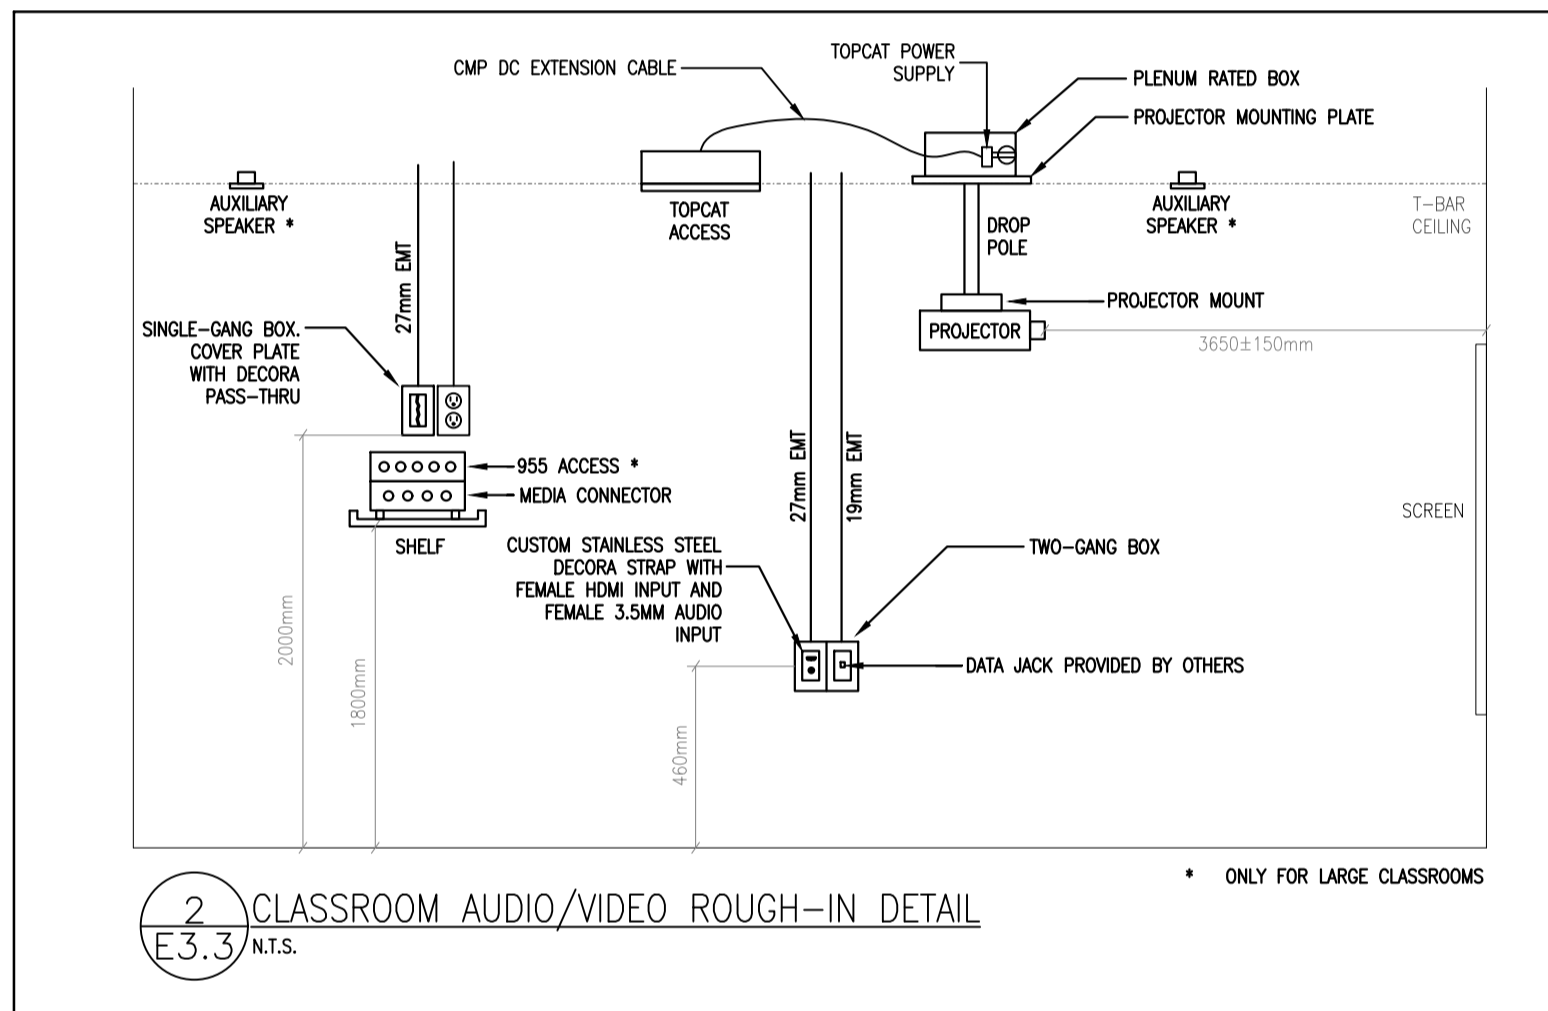 CMP DC EXTENSION CABLE
TOPCAT POWER
SUPPLY
PLENUM RATED BOX
PROJECTOR MOUNTING PLATE
AUXILIARY
SPEAKER *
TOPCAT
ACCESS
DROP
POLE
AUXILIARY
SPEAKER *
T-BAR
CEILING
27mm EMT
PROJECTOR MOUNT
PROJECTOR
3650±150mm
SINGLE-GANG BOX.
COVER PLATE
WITH DECORA
PASS-THRU
955 ACCESS *
MEDIA CONNECTOR
SHELF
27mm EMT
19mm EMT
SCREEN
CUSTOM STAINLESS STEEL
DECORA STRAP WITH
FEMALE HDMI INPUT AND
FEMALE 3.5MM AUDIO
INPUT
TWO-GANG BOX
DATA JACK PROVIDED BY OTHERS
2000mm
1800mm
460mm
* ONLY FOR LARGE CLASSROOMS
2
E3.3
CLASSROOM AUDIO/VIDEO ROUGH-IN DETAIL
N.T.S.